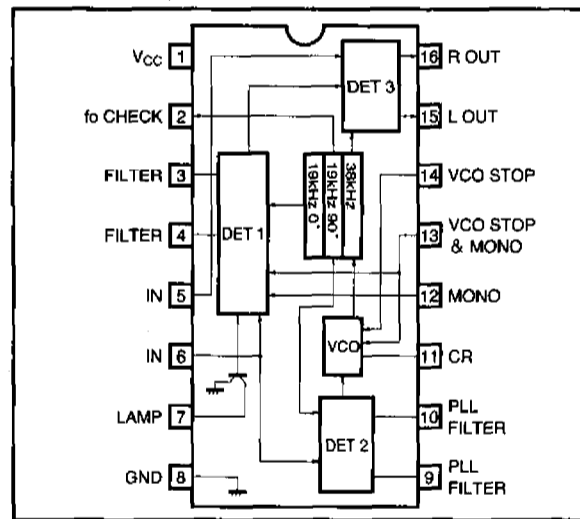 VCC 1
fo CHECK 2
FILTER 3
FILTER 4
IN 5
IN 6
LAMP 7
GND 8
16 R OUT
15 L OUT
14 VCO STOP
13 VCO STOP
& MONO
12 MONO
11 CR
10 PLL
FILTER
9 PLL
FILTER
DET 3
19kHz 0°
19kHz 90°
38kHz
DET 1
VCO
DET 2